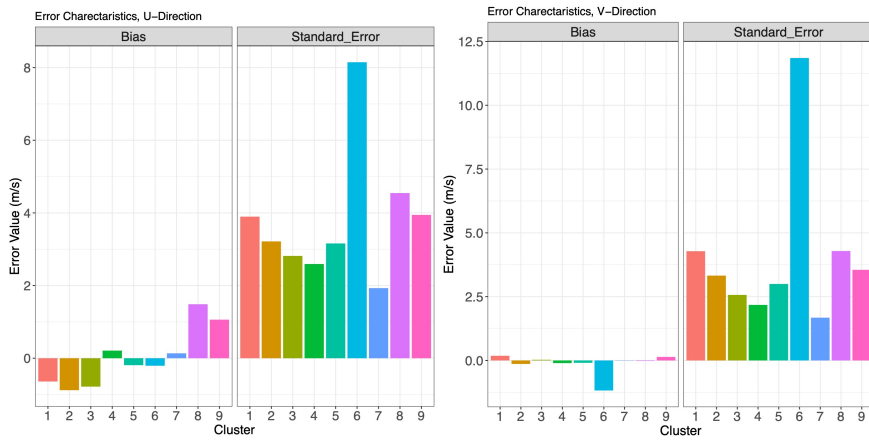 Error Charectaristics, U-Direction
Bias
Standard_Error
8
6
4
2
0
Error Value (m/s)
1 2 3 4 5 6 7 8 9
1 2 3 4 5 6 7 8 9
Cluster
Error Charectaristics, V-Direction
Bias
Standard_Error
12.5
10.0
7.5
5.0
2.5
0.0
Error Value (m/s)
1 2 3 4 5 6 7 8 9
1 2 3 4 5 6 7 8 9
Cluster